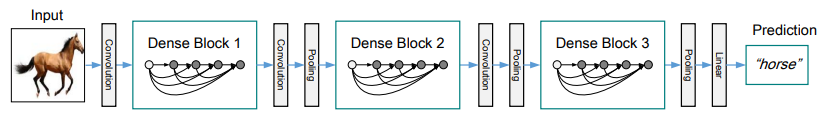 Input
Convolution
Dense Block 1
Convolution
Pooling
Dense Block 2
Convolution
Pooling
Dense Block 3
Pooling
Linear
Prediction
"horse"